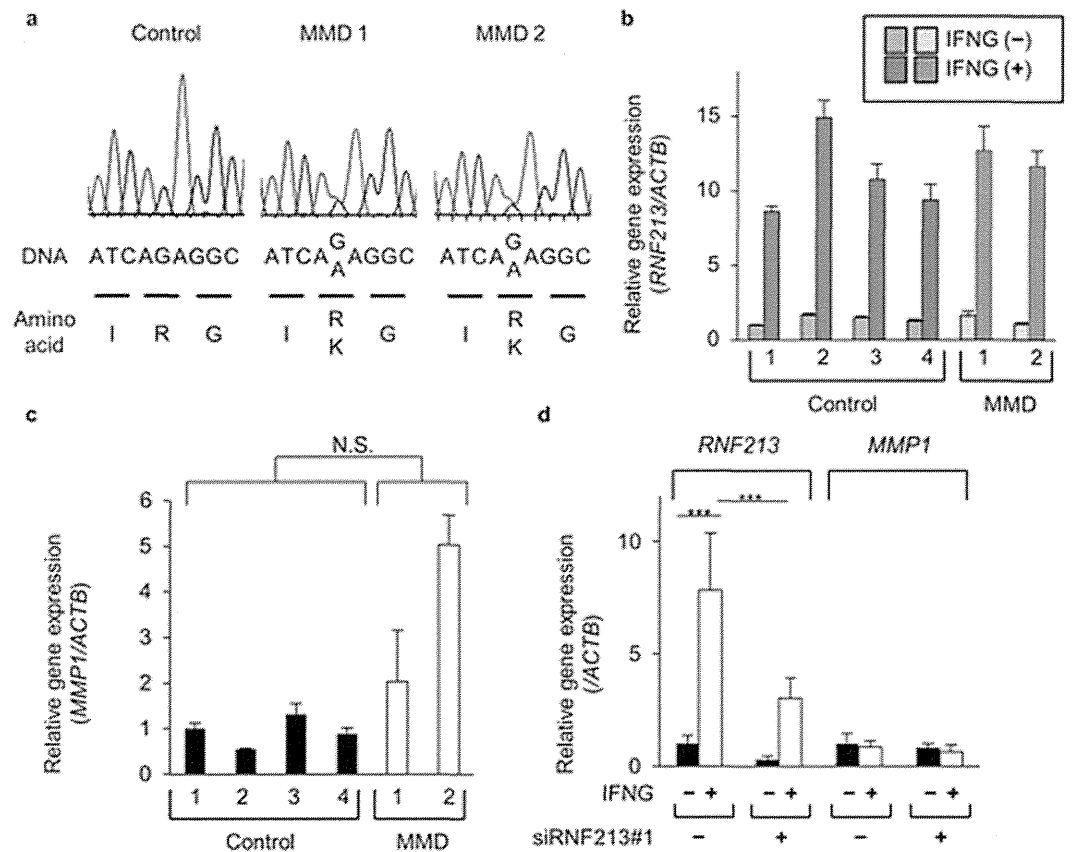 a
Control MMD 1 MMD 2
DNA ATCAGAGGC ATCA G AAGGC ATCA G AAGGC
A A
Amino acid I R G I R G I R G
K K
b
IFNG (−)
IFNG (+)
Relative gene expression
(RNF213/ACTB)
15
10
5
0
1 2 3 4 1 2
Control MMD
c
N.S.
Relative gene expression
(MMP1/ACTB)
6
5
4
3
2
1
0
1 2 3 4 1 2
Control MMD
d
RNF213 MMP1
*** ***
Relative gene expression
(/ACTB)
10
5
0
IFNG − + − + − + − +
siRNF213#1 − + − +